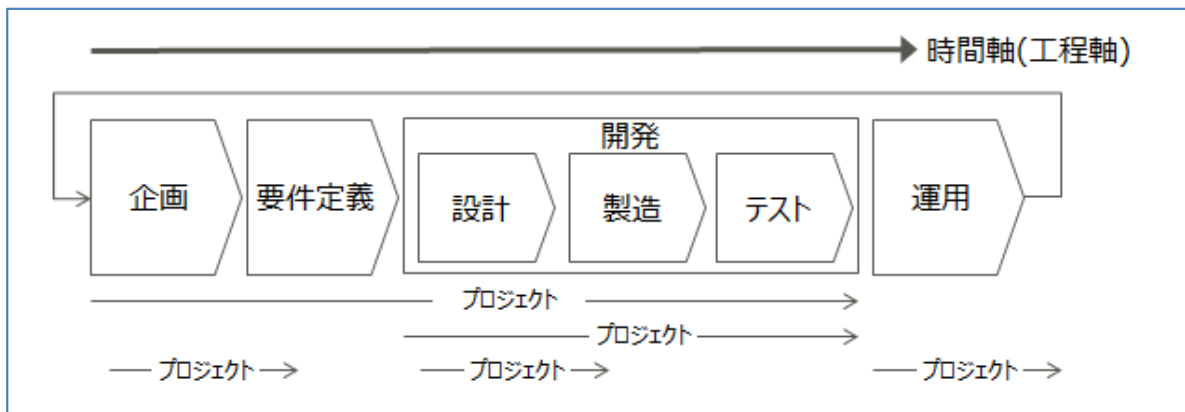 時間軸(工程軸)
企画
要件定義
開発
設計
製造
テスト
運用
プロジェクト
プロジェクト
プロジェクト
プロジェクト
プロジェクト